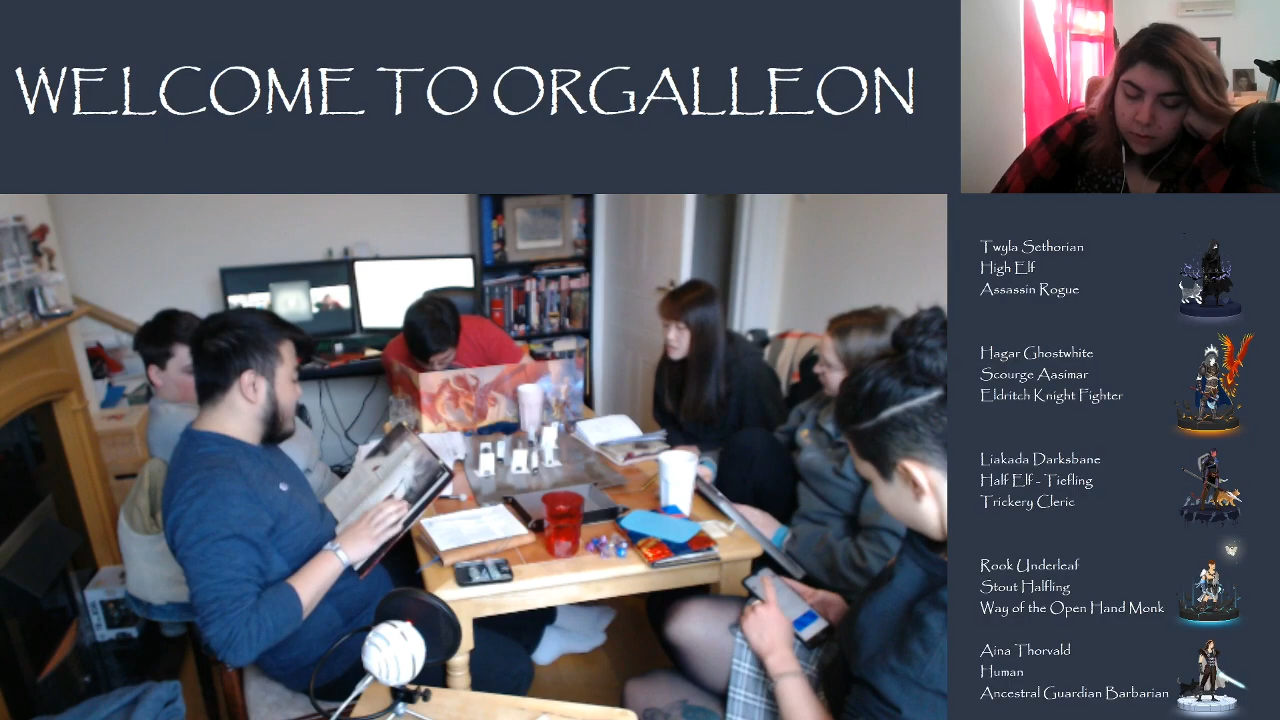 WELCOME TO ORGALLEON
Twyla Sethorian
High Elf
Assassin Rogue
Hagar Ghostwhite
Scourge Aasimar
Eldritch Knight Fighter
Liakada Darksbane
Half Elf - Tiefling
Trickery Cleric
Rook Underleaf
Stout Halfling
Way of the Open Hand Monk
Aina Thorvald
Human
Ancestral Guardian Barbarian